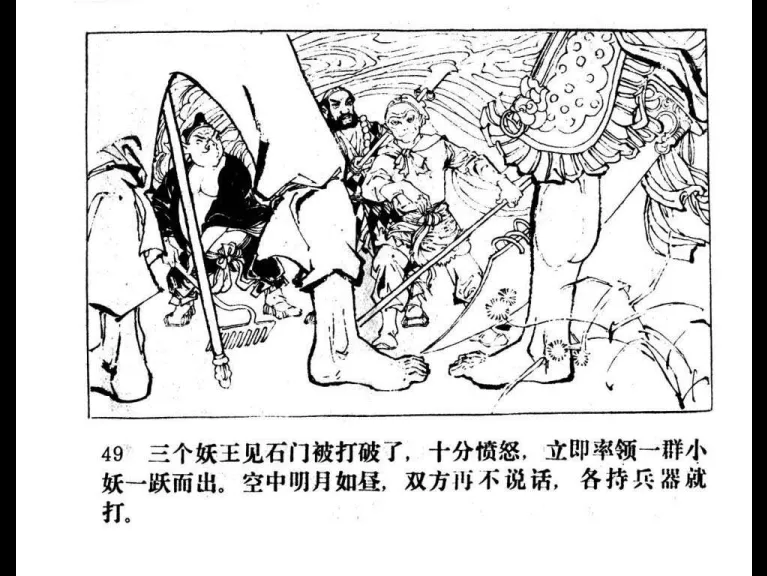 49 三个妖王见石门被打破了，十分愤怒，立即率领一群小
妖一跃而出。空中明月如昼，双方再不说话，各持兵器就
打。